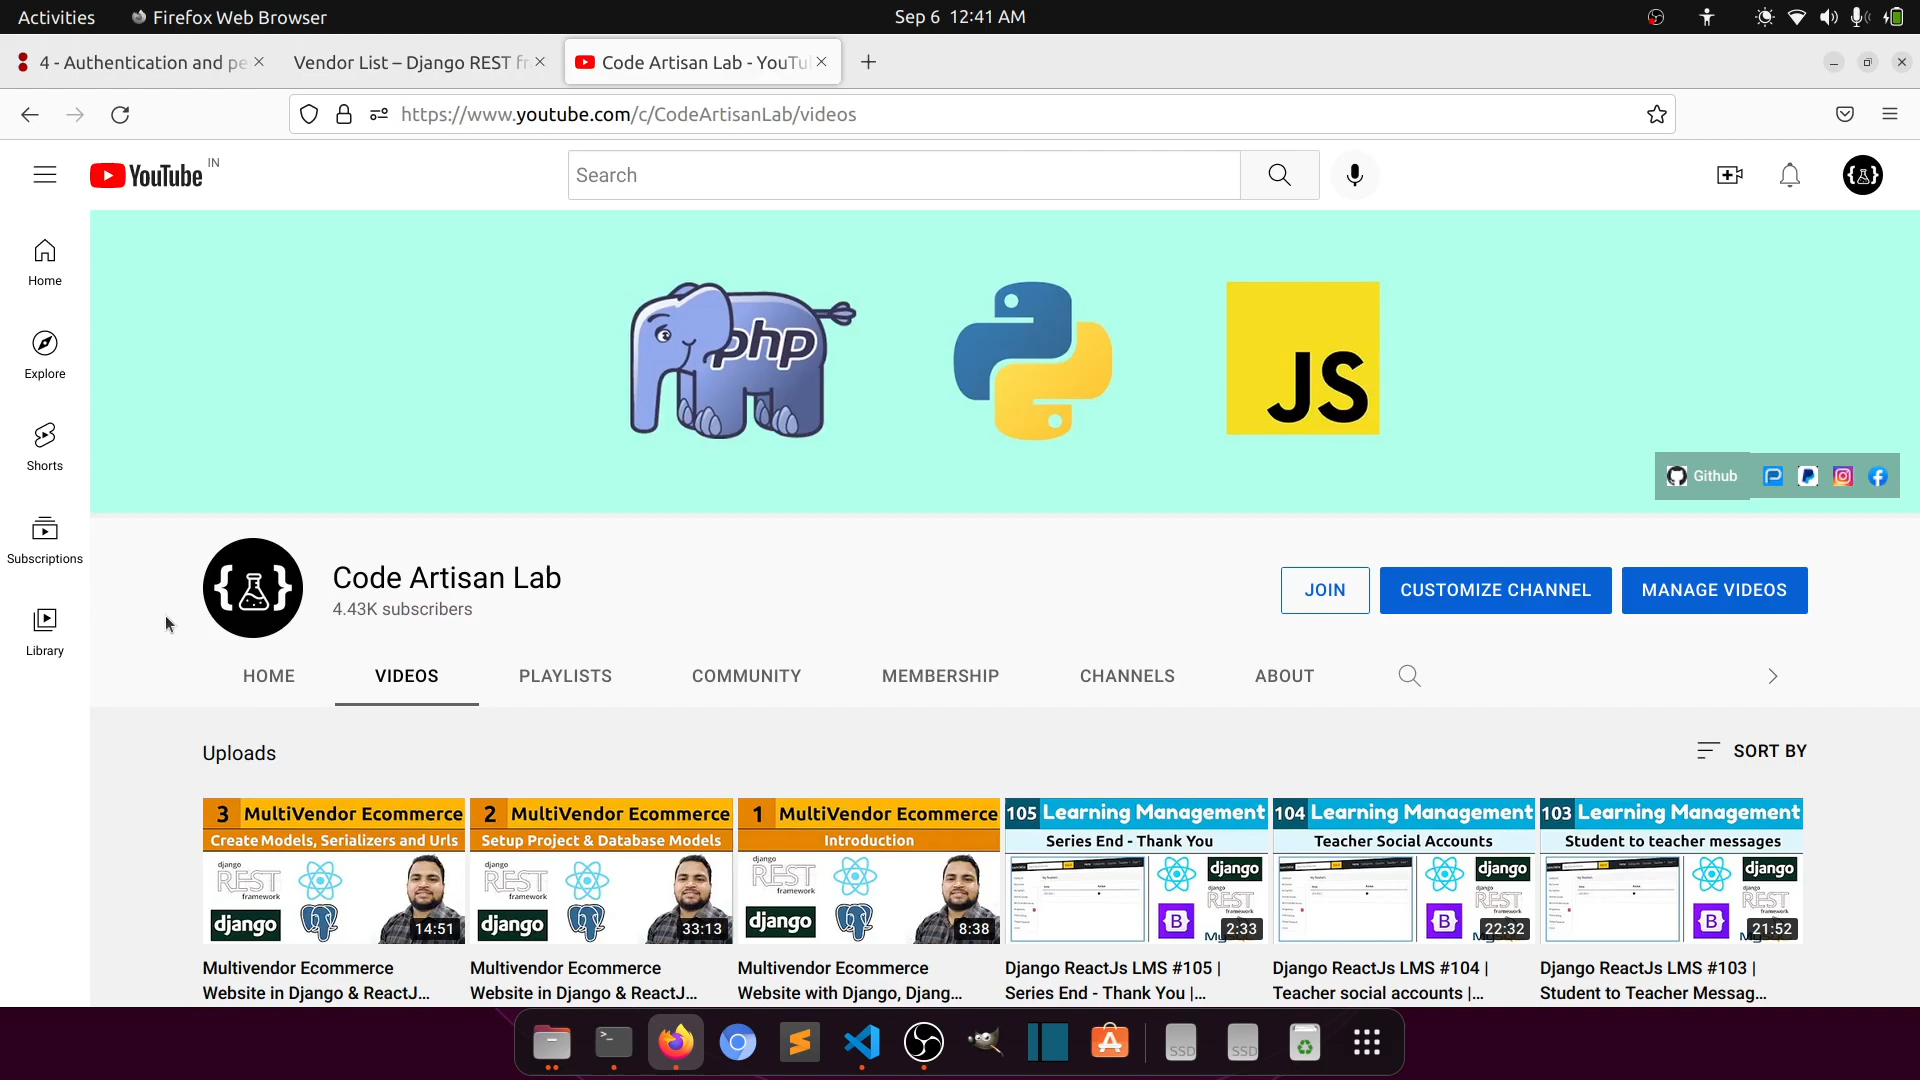 Activities
Firefox Web Browser
Sep 6 12:41 AM
4 - Authentication and pe
Vendor List – Django REST fr
Code Artisan Lab - YouTu
https://www.youtube.com/c/CodeArtisanLab/videos
YouTube IN
Search
Home
Explore
Shorts
Subscriptions
Library
php
JS
Github
Code Artisan Lab
4.43K subscribers
JOIN
CUSTOMIZE CHANNEL
MANAGE VIDEOS
HOME
VIDEOS
PLAYLISTS
COMMUNITY
MEMBERSHIP
CHANNELS
ABOUT
Uploads
SORT BY
3 MultiVendor Ecommerce
Create Models, Serializers and Urls
django
REST
framework
django
14:51
Multivendor Ecommerce
Website in Django & ReactJ...
2 MultiVendor Ecommerce
Setup Project & Database Models
django
REST
framework
django
33:13
Multivendor Ecommerce
Website in Django & ReactJ...
1 MultiVendor Ecommerce
Introduction
django
REST
framework
django
8:38
Multivendor Ecommerce
Website with Django, Djang...
105 Learning Management
Series End - Thank You
django
django
REST
framework
B
2:33
Django ReactJs LMS #105 |
Series End - Thank You |...
104 Learning Management
Teacher Social Accounts
django
django
REST
framework
B
22:32
Django ReactJs LMS #104 |
Teacher social accounts |...
103 Learning Management
Student to teacher messages
django
django
REST
framework
B
21:52
Django ReactJs LMS #103 |
Student to Teacher Messag...
SSD
SSD